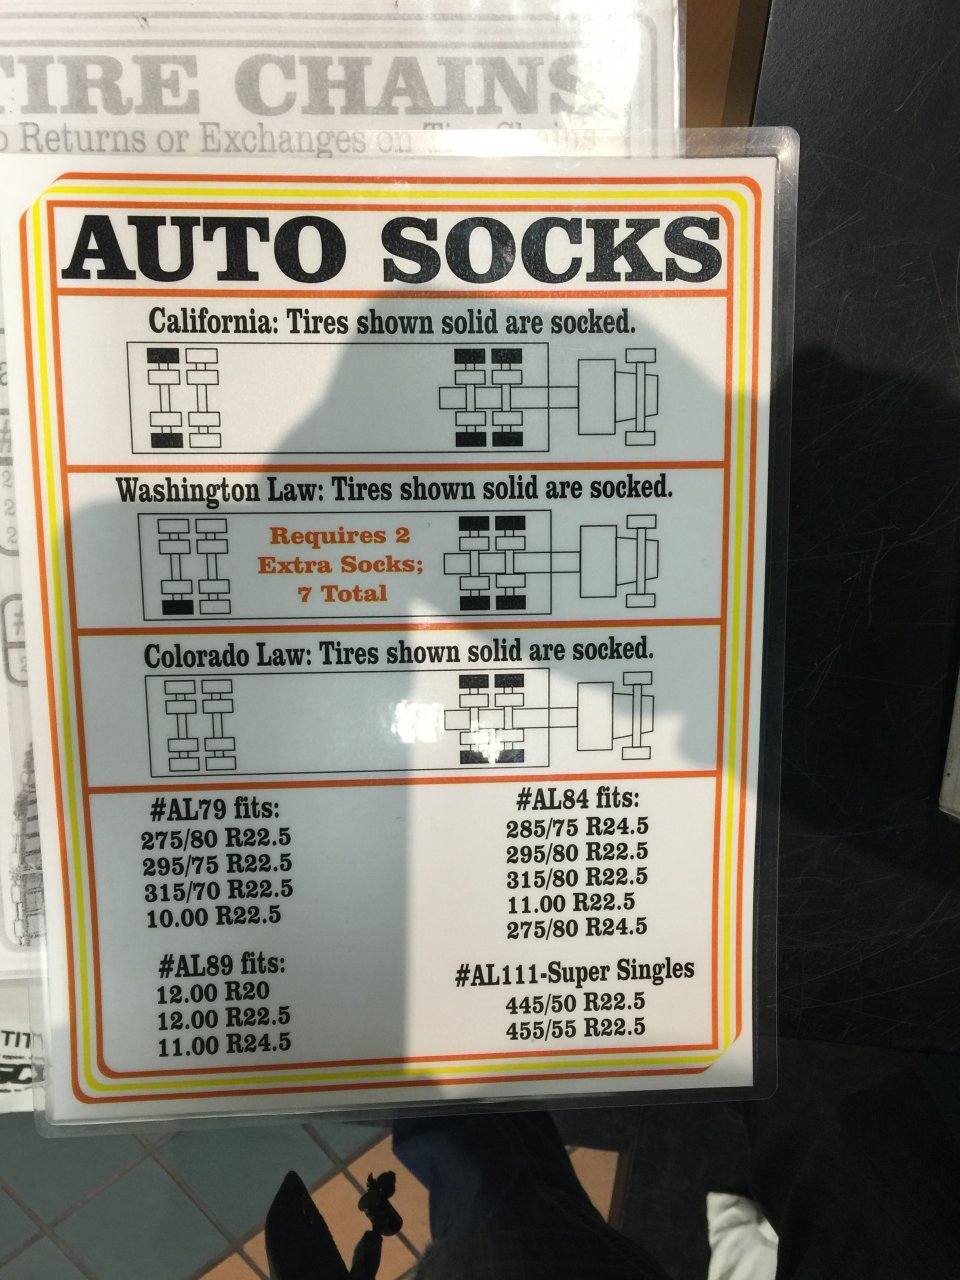 TIRE CHAINS
Returns or Exchanges on Tire Chains
AUTO SOCKS
California: Tires shown solid are socked.
Washington Law: Tires shown solid are socked.
Requires 2
Extra Socks;
7 Total
Colorado Law: Tires shown solid are socked.
#AL79 fits:
275/80 R22.5
295/75 R22.5
315/70 R22.5
10.00 R22.5
#AL84 fits:
285/75 R24.5
295/80 R22.5
315/80 R22.5
11.00 R22.5
275/80 R24.5
#AL89 fits:
12.00 R20
12.00 R22.5
11.00 R24.5
#AL111-Super Singles
445/50 R22.5
455/55 R22.5